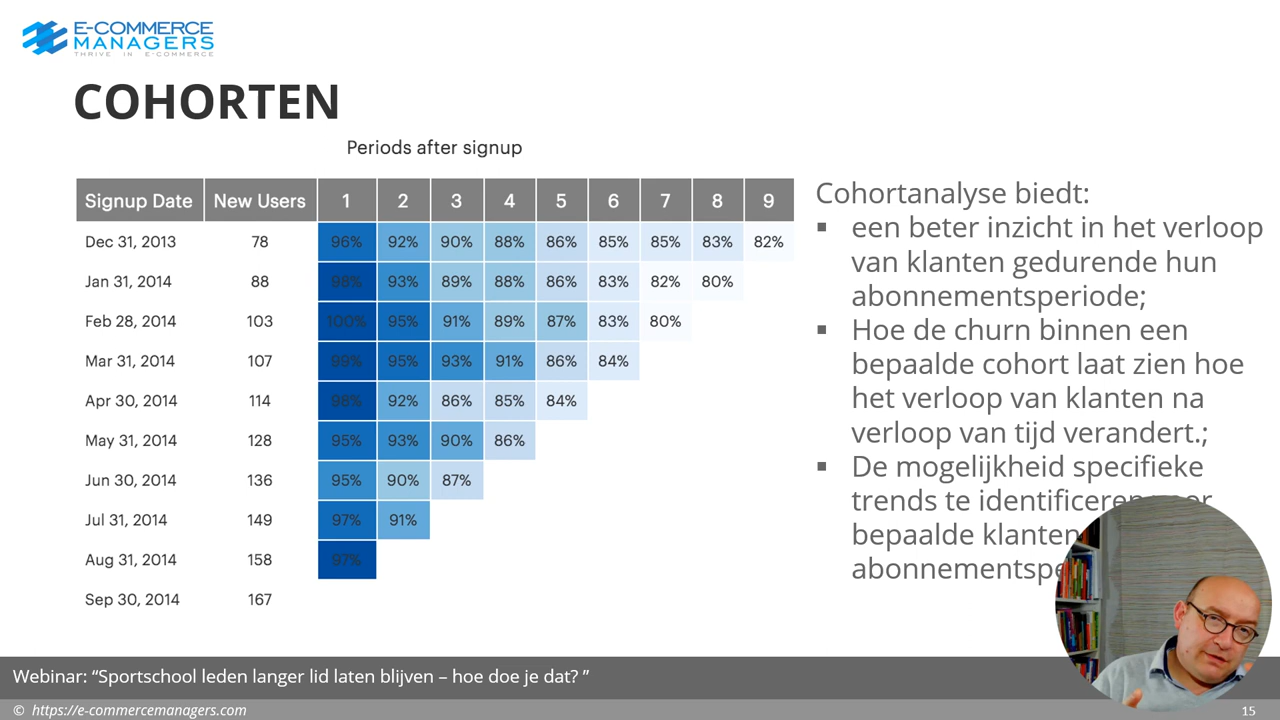 E-COMMERCE
MANAGERS
THRIVE IN E-COMMERCE
COHORTEN
Periods after signup
Signup Date New Users 1 2 3 4 5 6 7 8 9
Dec 31, 2013 78 96% 92% 90% 88% 86% 85% 85% 83% 82%
Jan 31, 2014 88 98% 93% 89% 88% 86% 83% 82% 80%
Feb 28, 2014 103 100% 95% 91% 89% 87% 83% 80%
Mar 31, 2014 107 99% 95% 93% 91% 86% 84%
Apr 30, 2014 114 98% 92% 86% 85% 84%
May 31, 2014 128 95% 93% 90% 86%
Jun 30, 2014 136 95% 90% 87%
Jul 31, 2014 149 97% 91%
Aug 31, 2014 158 97%
Sep 30, 2014 167
Cohortanalyse biedt:
▪ een beter inzicht in het verloop
van klanten gedurende hun
abonnementsperiode;
▪ Hoe de churn binnen een
bepaalde cohort laat zien hoe
het verloop van klanten na
verloop van tijd verandert.;
▪ De mogelijkheid specifieke
trends te identificeren
bepaalde klanten
Webinar: “Sportschool leden langer lid laten blijven – hoe doe je dat? ”
© https://e-commercemanagers.com
15